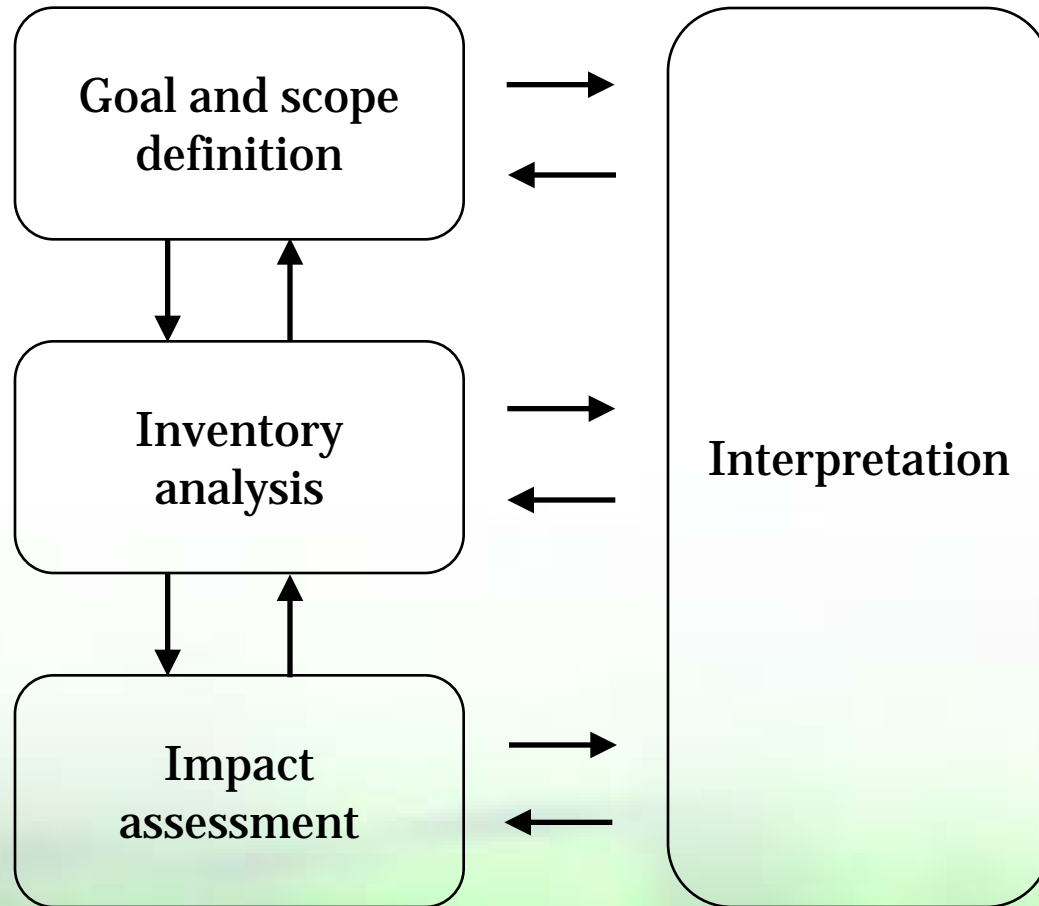 Goal and scope
definition
Inventory
analysis
Interpretation
Impact
assessment